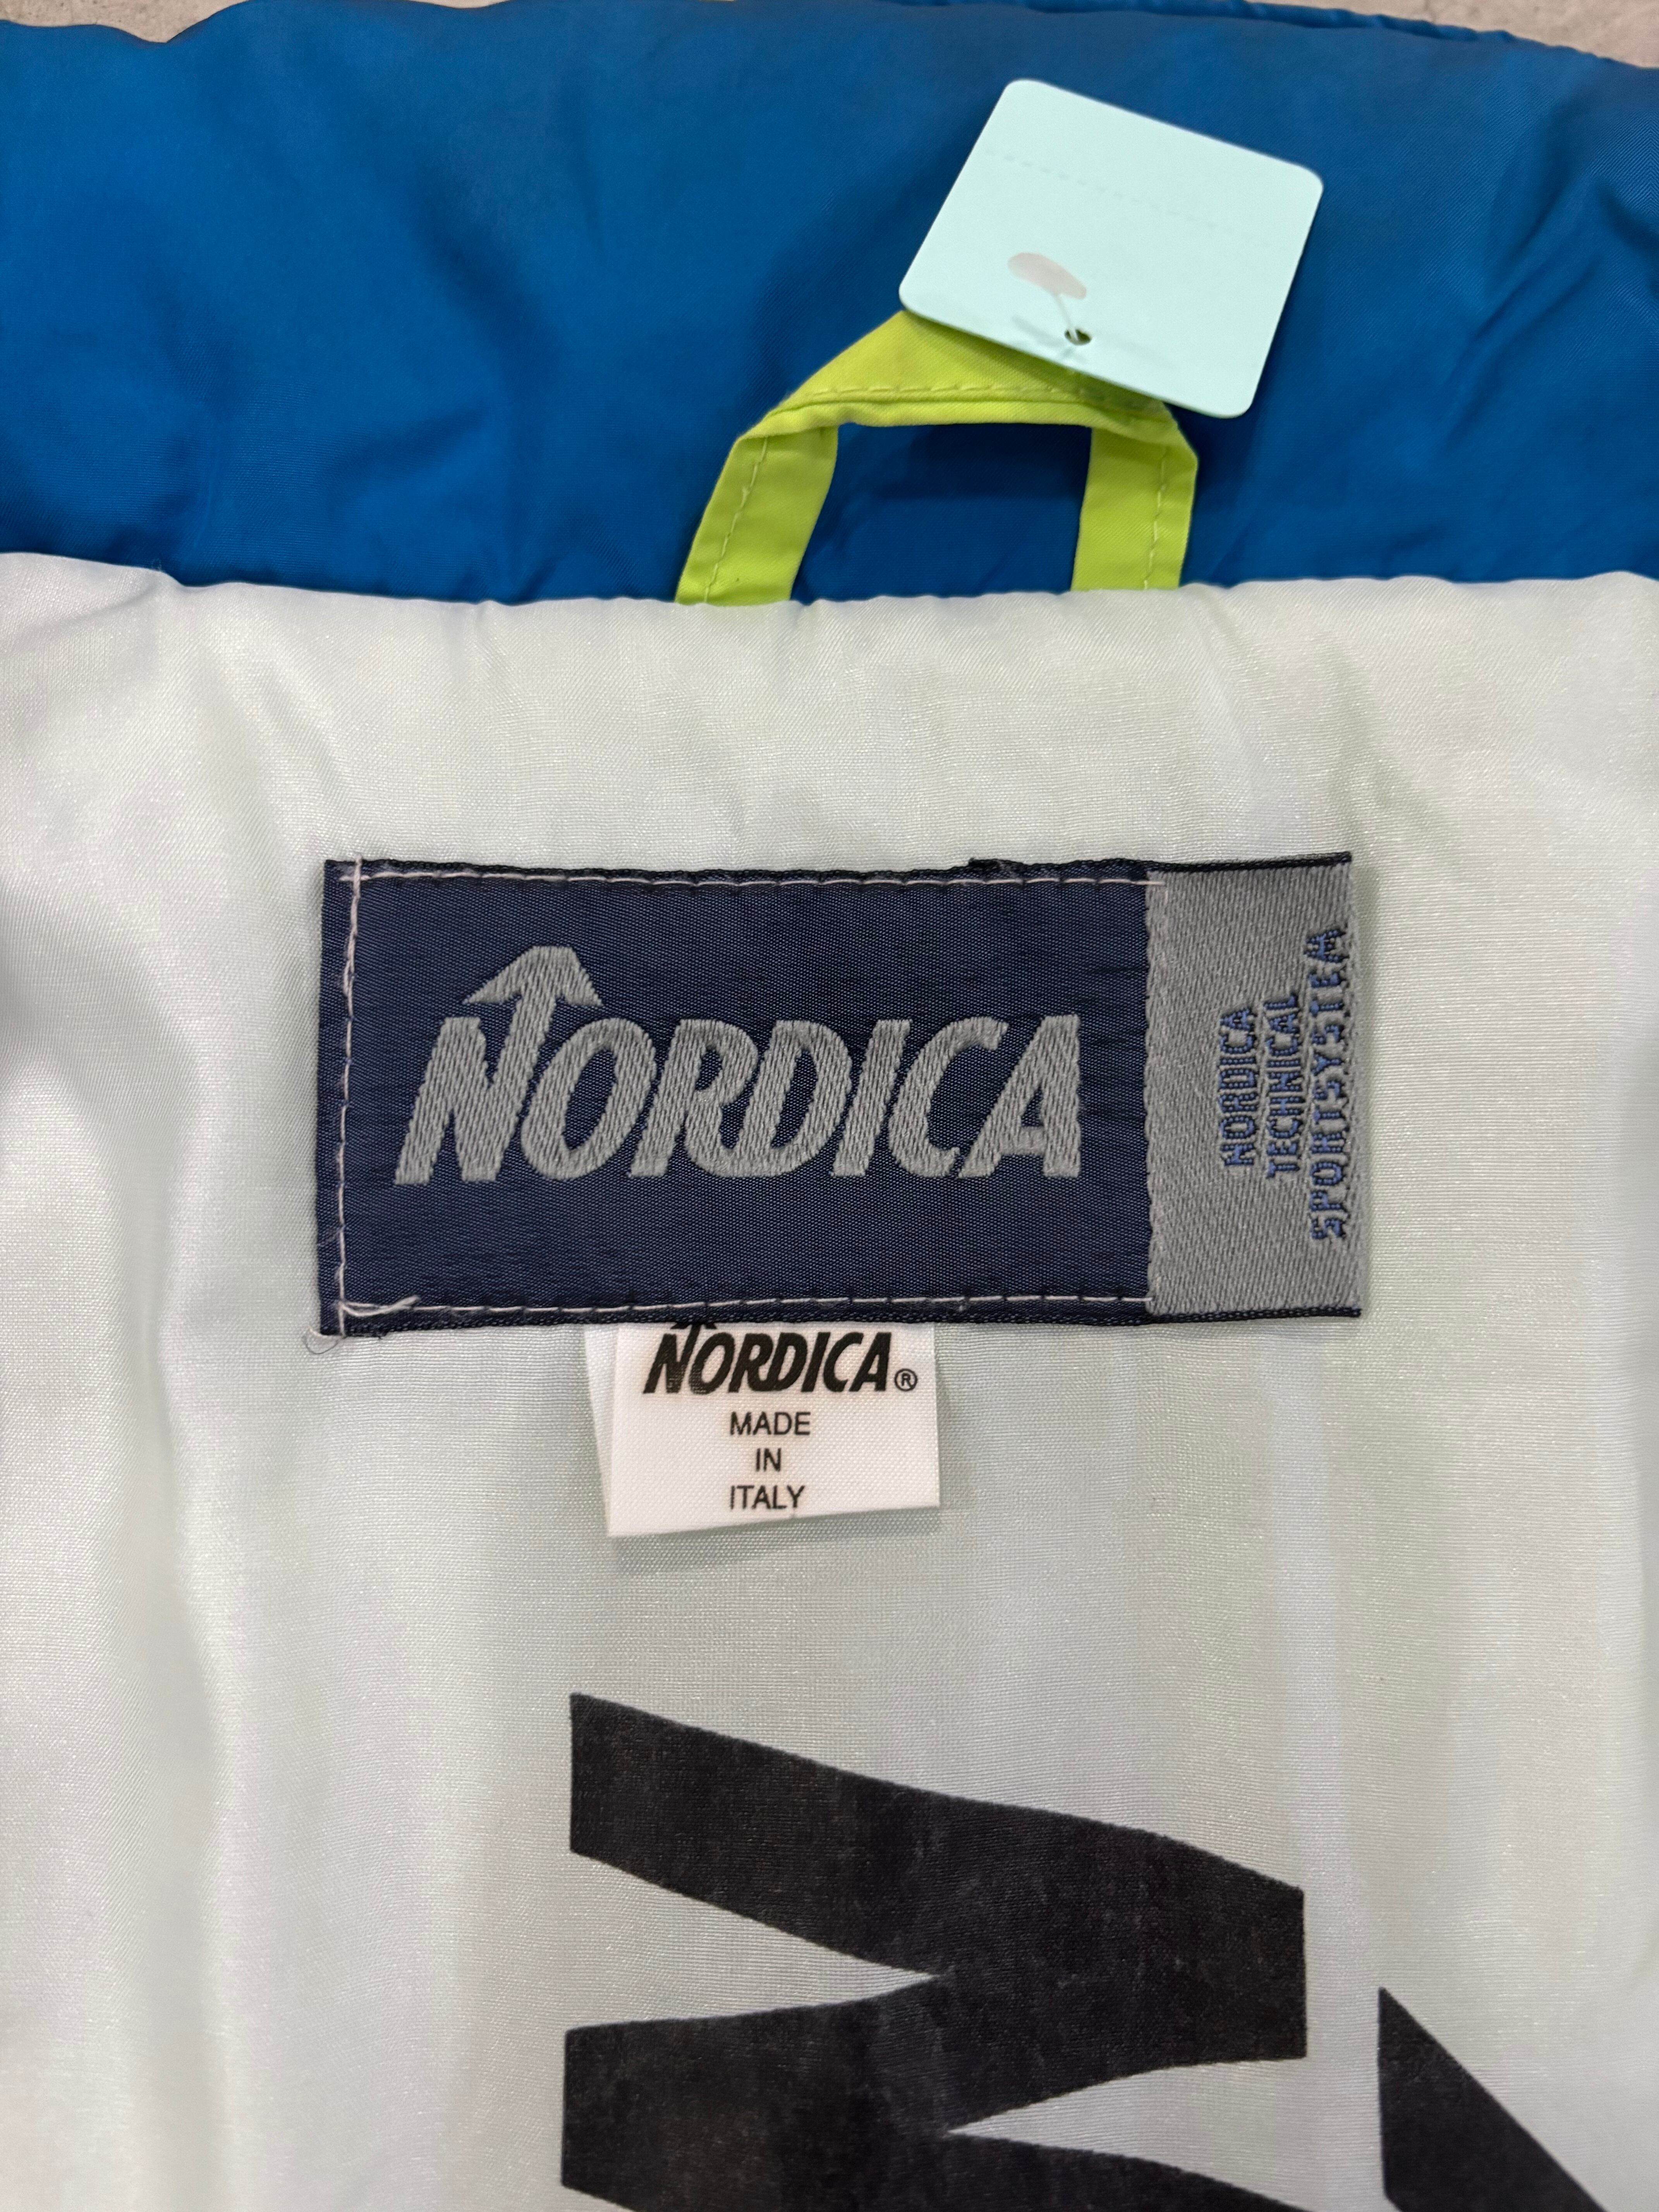 NORDICA
NORDICA
TECHNICAL
SPORTSYSTEM
NORDICA®
MADE
IN
ITALY